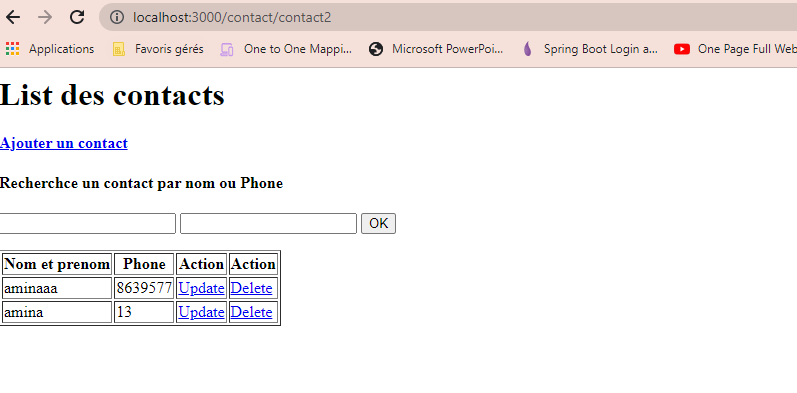 localhost:3000/contact/contact2
Applications Favoris gérés One to One Mappi... Microsoft PowerPoi... Spring Boot Login a... One Page Full Web
List des contacts
Ajouter un contact
Recherchce un contact par nom ou Phone
OK
Nom et prenom Phone Action Action
aminaaa 8639577 Update Delete
amina 13 Update Delete